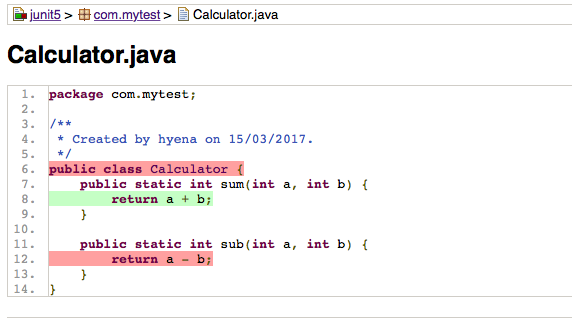 junit5 > com.mytest > Calculator.java
Calculator.java
1. package com.mytest;
2.
3. /**
4.  * Created by hyena on 15/03/2017.
5.  */
6. public class Calculator {
7.     public static int sum(int a, int b) {
8.         return a + b;
9.     }
10.
11.     public static int sub(int a, int b) {
12.         return a - b;
13.     }
14. }